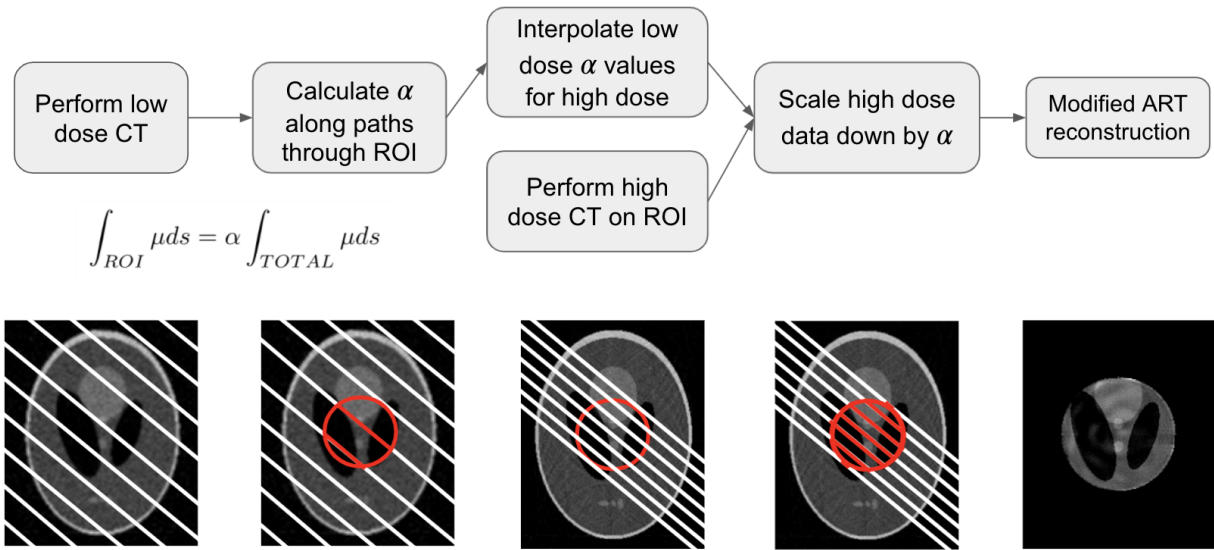 Perform low
dose CT
Calculate α
along paths
through ROI
Interpolate low
dose α values
for high dose
Perform high
dose CT on ROI
Scale high dose
data down by α
Modified ART
reconstruction
∫_{ROI} μds = α ∫_{TOTAL} μds